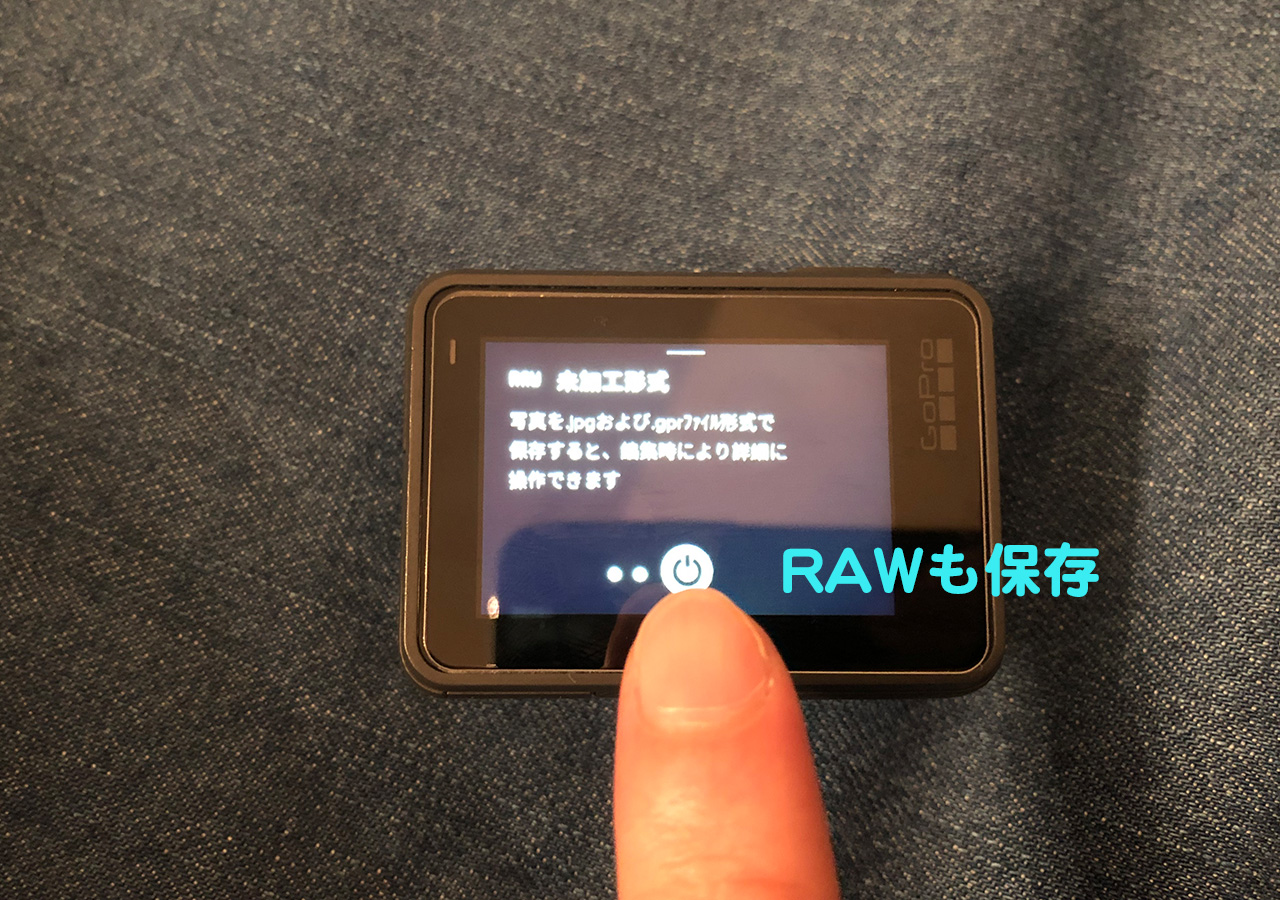 RAW 未加工形式
写真を.jpgおよび.gprﾌｧｲﾙ形式で
保存すると、編集時により詳細に
操作できます
GoPro
RAWも保存